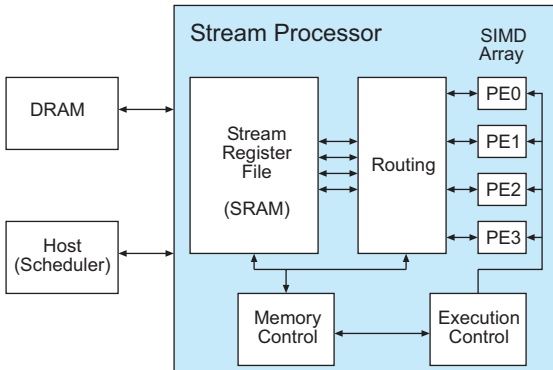 Stream Processor
SIMD
Array
DRAM
Stream
Register
File
(SRAM)
Routing
PE0
PE1
PE2
PE3
Host
(Scheduler)
Memory
Control
Execution
Control